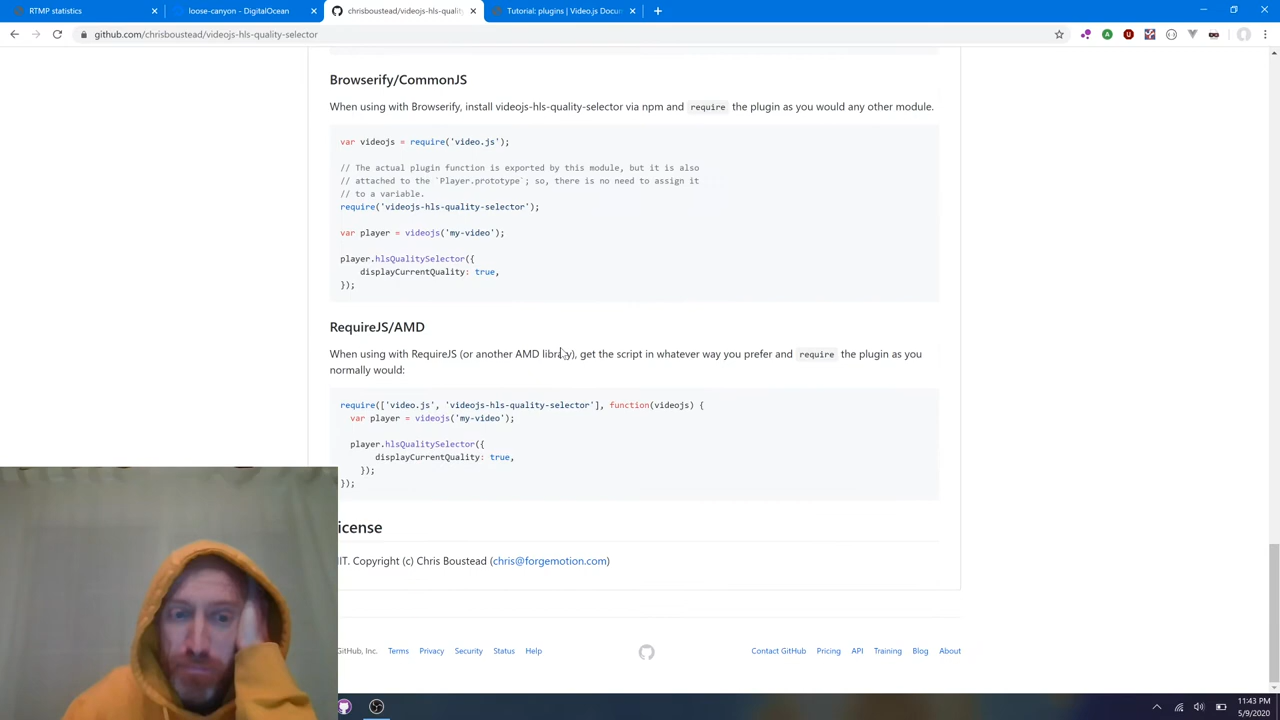 RTMP statistics
loose-canyon - DigitalOcean
chrisboustead/videojs-hls-quality
Tutorial: plugins | Video.js Docum
github.com/chrisboustead/videojs-hls-quality-selector
Browserify/CommonJS
When using with Browserify, install videojs-hls-quality-selector via npm and require the plugin as you would any other module.
var videojs = require('video.js');
// The actual plugin function is exported by this module, but it is also
// attached to the `Player.prototype`; so, there is no need to assign it
// to a variable.
require('videojs-hls-quality-selector');
var player = videojs('my-video');
player.hlsQualitySelector({
displayCurrentQuality: true,
});
RequireJS/AMD
When using with RequireJS (or another AMD library), get the script in whatever way you prefer and require the plugin as you
normally would:
require(['video.js', 'videojs-hls-quality-selector'], function(videojs) {
var player = videojs('my-video');
player.hlsQualitySelector({
displayCurrentQuality: true,
});
});
icense
IT. Copyright (c) Chris Boustead (chris@forgemotion.com)
GitHub, Inc.
Terms
Privacy
Security
Status
Help
Contact GitHub
Pricing
API
Training
Blog
About
11:43 PM
5/9/2020